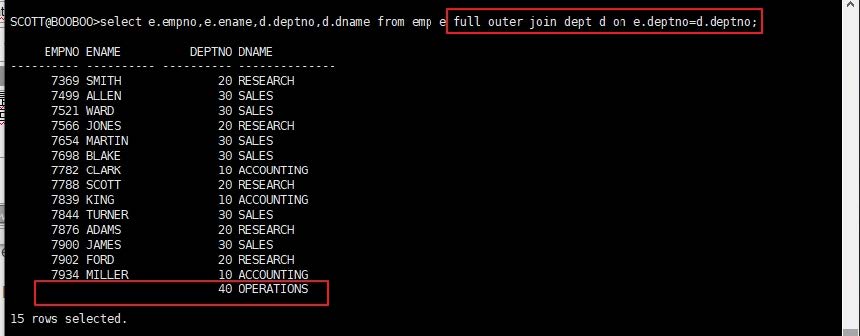 SCOTT@BOOBOO>select e.empno,e.ename,d.deptno,d.dname from emp e full outer join dept d on e.deptno=d.deptno;
EMPNO ENAME DEPTNO DNAME
---------- ---------- ---------- --------------
7369 SMITH 20 RESEARCH
7499 ALLEN 30 SALES
7521 WARD 30 SALES
7566 JONES 20 RESEARCH
7654 MARTIN 30 SALES
7698 BLAKE 30 SALES
7782 CLARK 10 ACCOUNTING
7788 SCOTT 20 RESEARCH
7839 KING 10 ACCOUNTING
7844 TURNER 30 SALES
7876 ADAMS 20 RESEARCH
7900 JAMES 30 SALES
7902 FORD 20 RESEARCH
7934 MILLER 10 ACCOUNTING
40 OPERATIONS
15 rows selected.